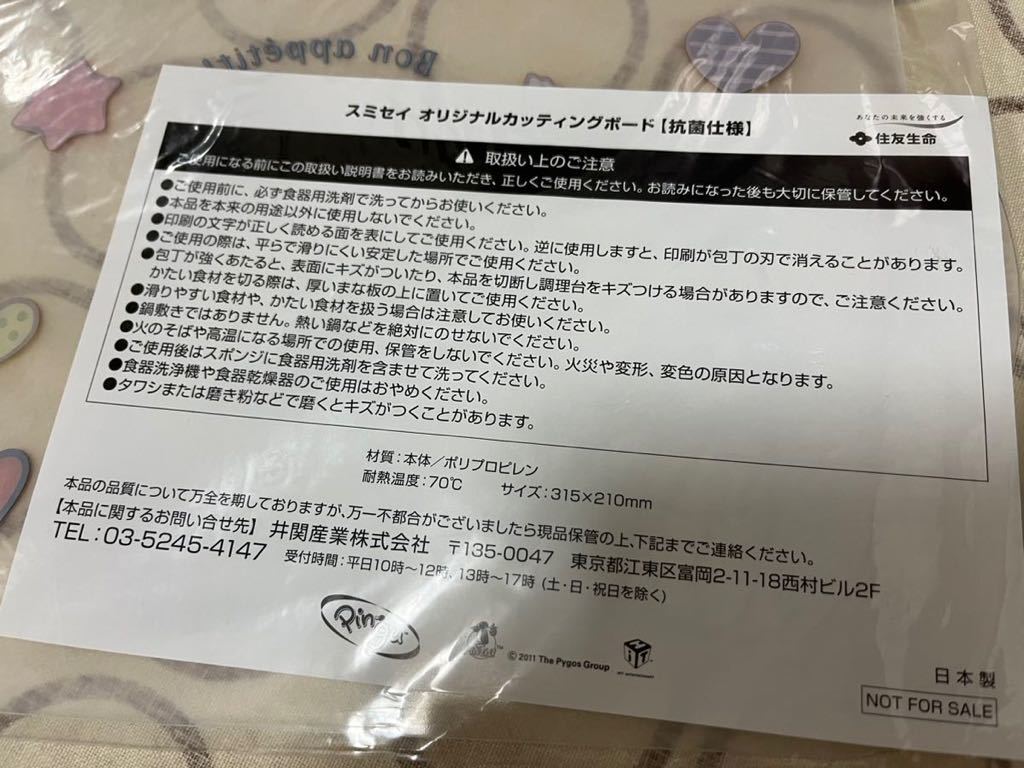 Bon appétit!
スミセイ オリジナルカッティングボード【抗菌仕様】
あなたの未来を強くする
住友生命
取扱い上のご注意
ご使用になる前にこの取扱い説明書をお読みいただき、正しくご使用ください。お読みになった後も大切に保管してください。
●ご使用前に、必ず食器用洗剤で洗ってからお使いください。
●本品を本来の用途以外に使用しないでください。
●印刷の文字が正しく読める面を表にしてご使用ください。逆に使用しますと、印刷が包丁の刃で消えることがあります。
●ご使用の際は、平らで滑りにくい安定した場所でご使用ください。
●包丁が強くあたると、表面にキズがついたり、本品を切断し調理台をキズつける場合がありますので、ご注意ください。
かたい食材を切る際は、厚いまな板の上に置いてご使用ください。
●滑りやすい食材や、かたい食材を扱う場合は注意してお使いください。
●鍋敷きではありません。熱い鍋などを絶対にのせないでください。
●火のそばや高温になる場所での使用、保管をしないでください。火災や変形、変色の原因となります。
●ご使用後はスポンジに食器用洗剤を含ませて洗ってください。
●食器洗浄機や食器乾燥器のご使用はおやめください。
●タワシまたは磨き粉などで磨くとキズがつくことがあります。
材質：本体／ポリプロピレン
耐熱温度：70℃ サイズ：315×210mm
本品の品質について万全を期しておりますが、万一不都合がございましたら現品保管の上、下記までご連絡ください。
【本品に関するお問い合せ先】 井関産業株式会社 〒135-0047 東京都江東区富岡2-11-18西村ビル2F
TEL：03-5245-4147 受付時間：平日10時～12時、13時～17時（土・日・祝日を除く）
Pingu
© 2011 The Pygos Group
日本製
NOT FOR SALE